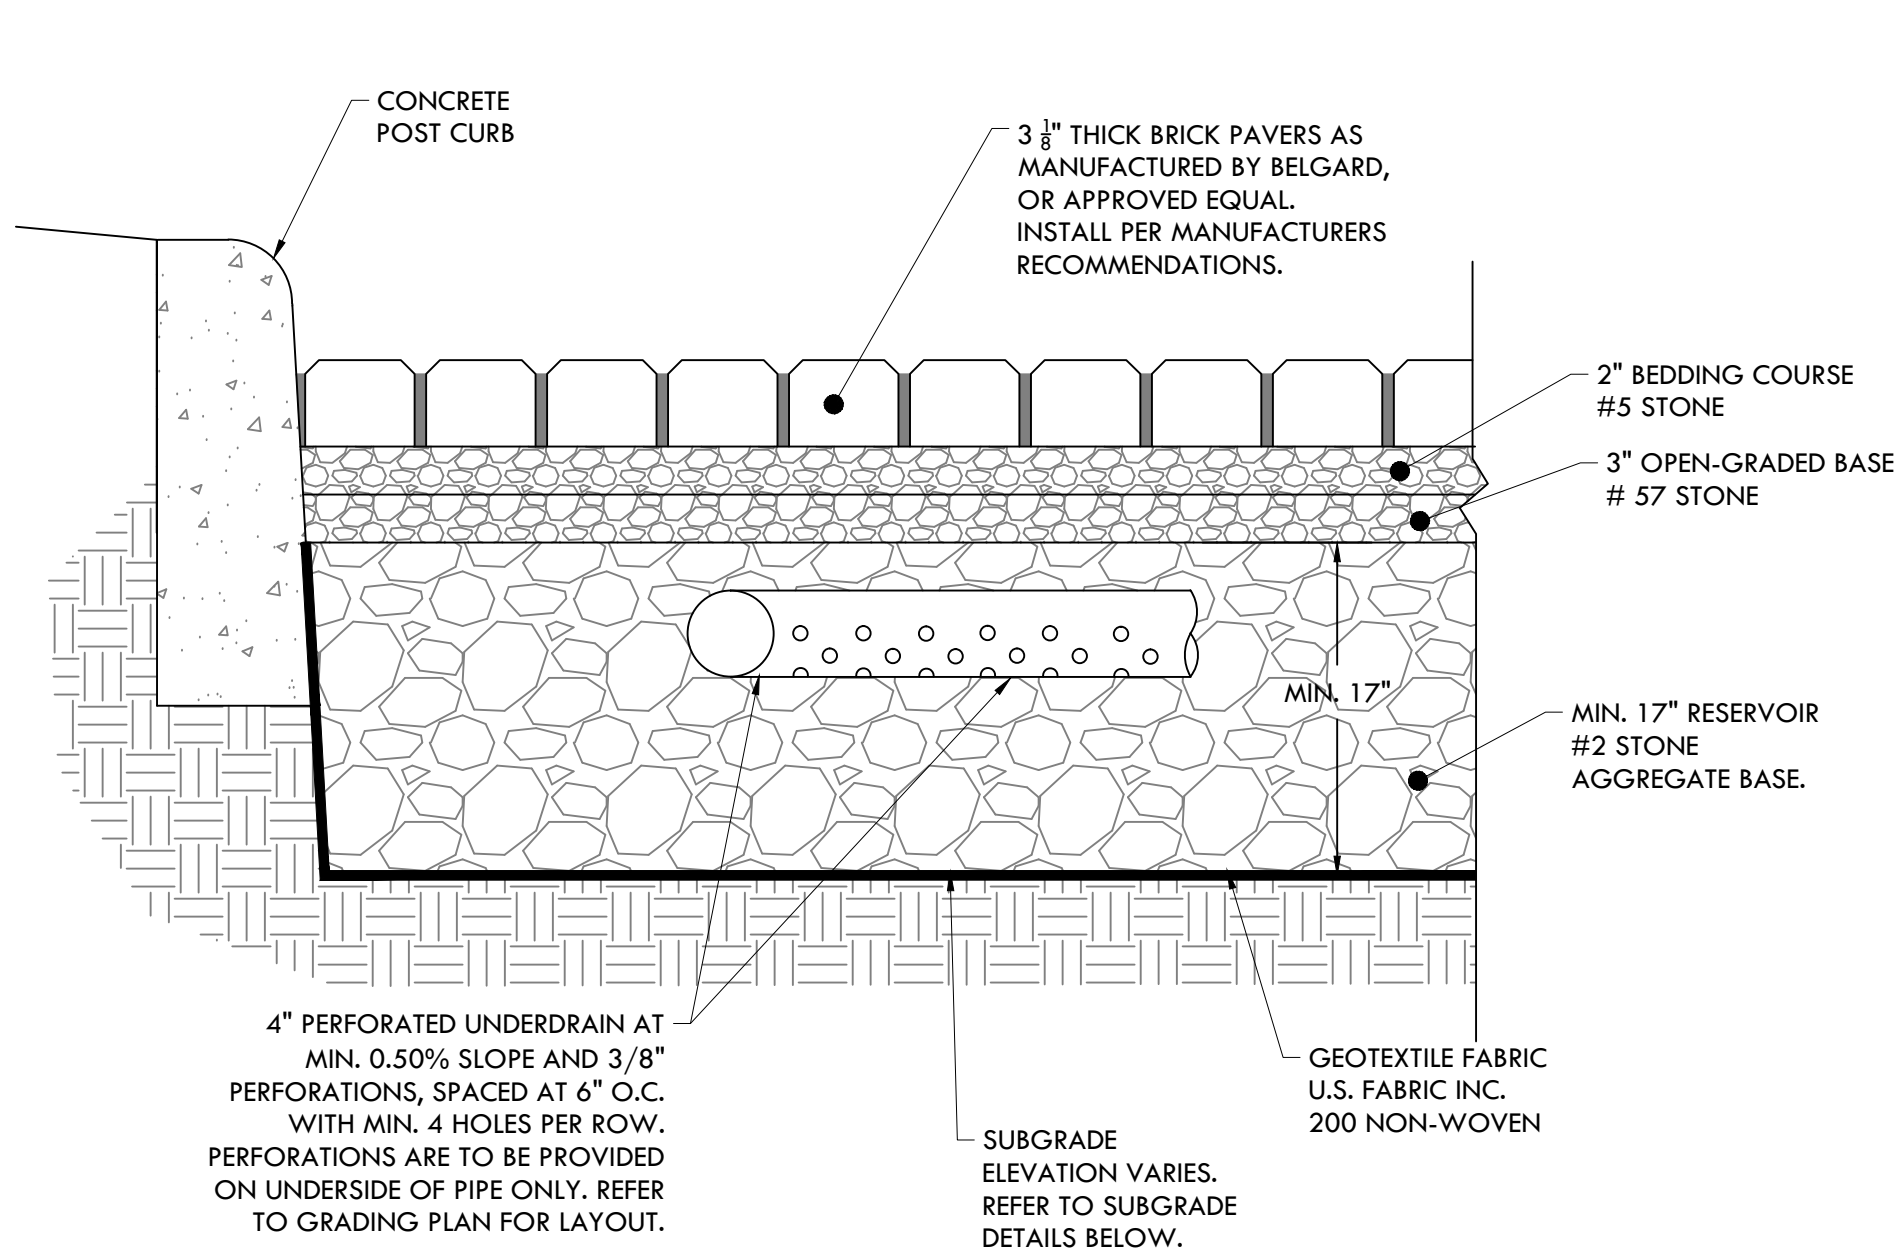 CONCRETE
POST CURB
3 1/8" THICK BRICK PAVERS AS
MANUFACTURED BY BELGARD,
OR APPROVED EQUAL.
INSTALL PER MANUFACTURERS
RECOMMENDATIONS.
2" BEDDING COURSE
#5 STONE
3" OPEN-GRADED BASE
# 57 STONE
MIN. 17"
MIN. 17" RESERVOIR
#2 STONE
AGGREGATE BASE.
4" PERFORATED UNDERDRAIN AT
MIN. 0.50% SLOPE AND 3/8"
PERFORATIONS, SPACED AT 6" O.C.
WITH MIN. 4 HOLES PER ROW.
PERFORATIONS ARE TO BE PROVIDED
ON UNDERSIDE OF PIPE ONLY. REFER
TO GRADING PLAN FOR LAYOUT.
SUBGRADE
ELEVATION VARIES.
REFER TO SUBGRADE
DETAILS BELOW.
GEOTEXTILE FABRIC
U.S. FABRIC INC.
200 NON-WOVEN